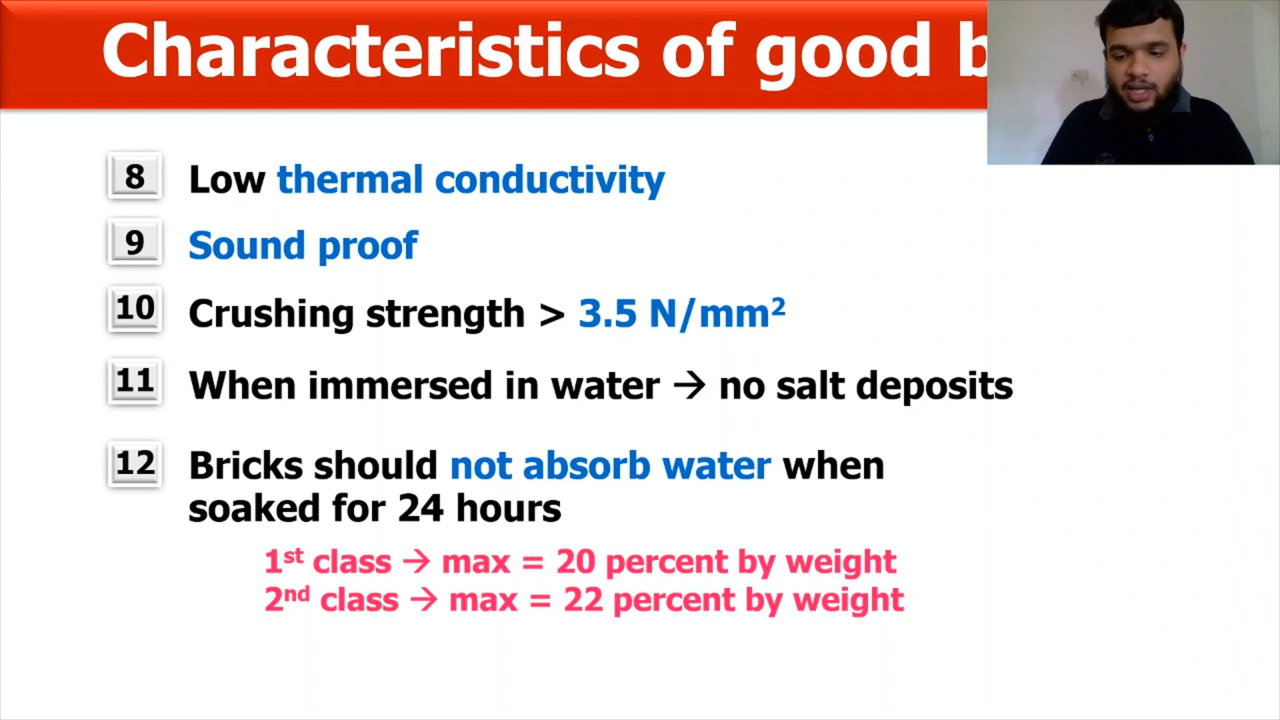 Characteristics of good
8 Low thermal conductivity
9 Sound proof
10 Crushing strength > 3.5 N/mm²
11 When immersed in water → no salt deposits
12 Bricks should not absorb water when
soaked for 24 hours
1st class → max = 20 percent by weight
2nd class → max = 22 percent by weight